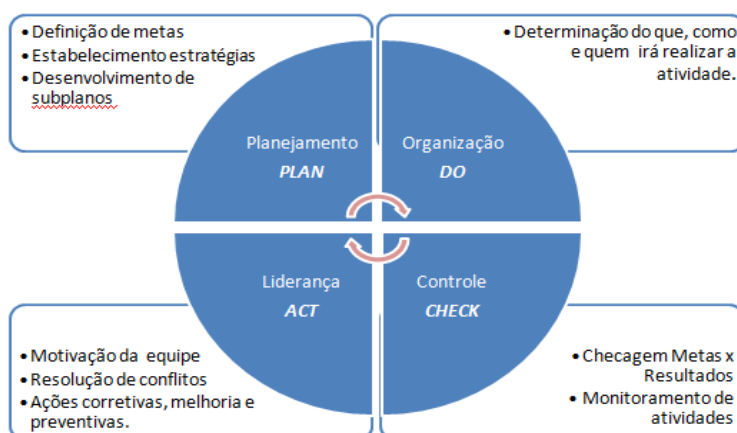 • Definição de metas
• Estabelecimento estratégias
• Desenvolvimento de
subplanos
• Determinação do que, como
e quem irá realizar a
atividade.
Planejamento
PLAN
Organização
DO
Liderança
ACT
Controle
CHECK
• Motivação da equipe
• Resolução de conflitos
• Ações corretivas, melhoria e
preventivas.
• Checagem Metas x
Resultados
• Monitoramento de
atividades